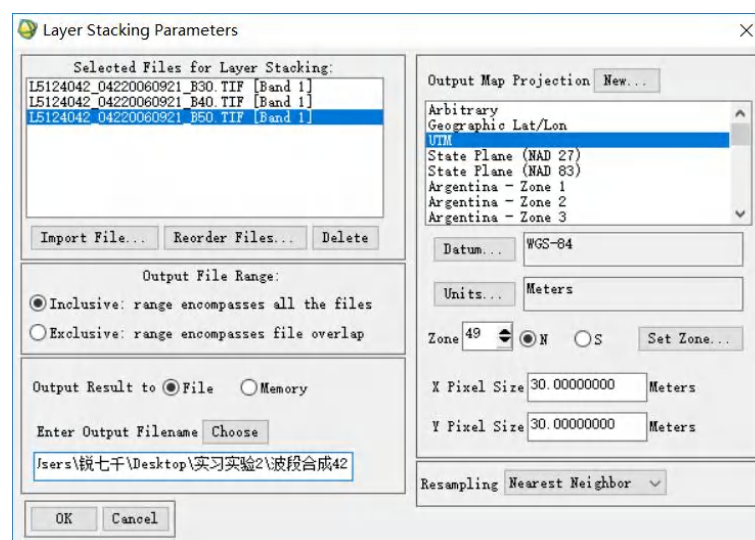 Layer Stacking Parameters
Selected Files for Layer Stacking:
L5124042_04220060921_B30.TIF [Band 1]
L5124042_04220060921_B40.TIF [Band 1]
L5124042_04220060921_B50.TIF [Band 1]
Import File... Reorder Files... Delete
Output File Range:
Inclusive: range encompasses all the files
Exclusive: range encompasses file overlap
Output Result to File Memory
Enter Output Filename Choose
Users\锐七千\Desktop\实习实验2\波段合成42
OK Cancel
Output Map Projection New...
Arbitrary
Geographic Lat/Lon
UTM
State Plane (NAD 27)
State Plane (NAD 83)
Argentina - Zone 1
Argentina - Zone 2
Argentina - Zone 3
Datum... WGS-84
Units... Meters
Zone 49 N S Set Zone...
X Pixel Size 30.00000000 Meters
Y Pixel Size 30.00000000 Meters
Resampling Nearest Neighbor